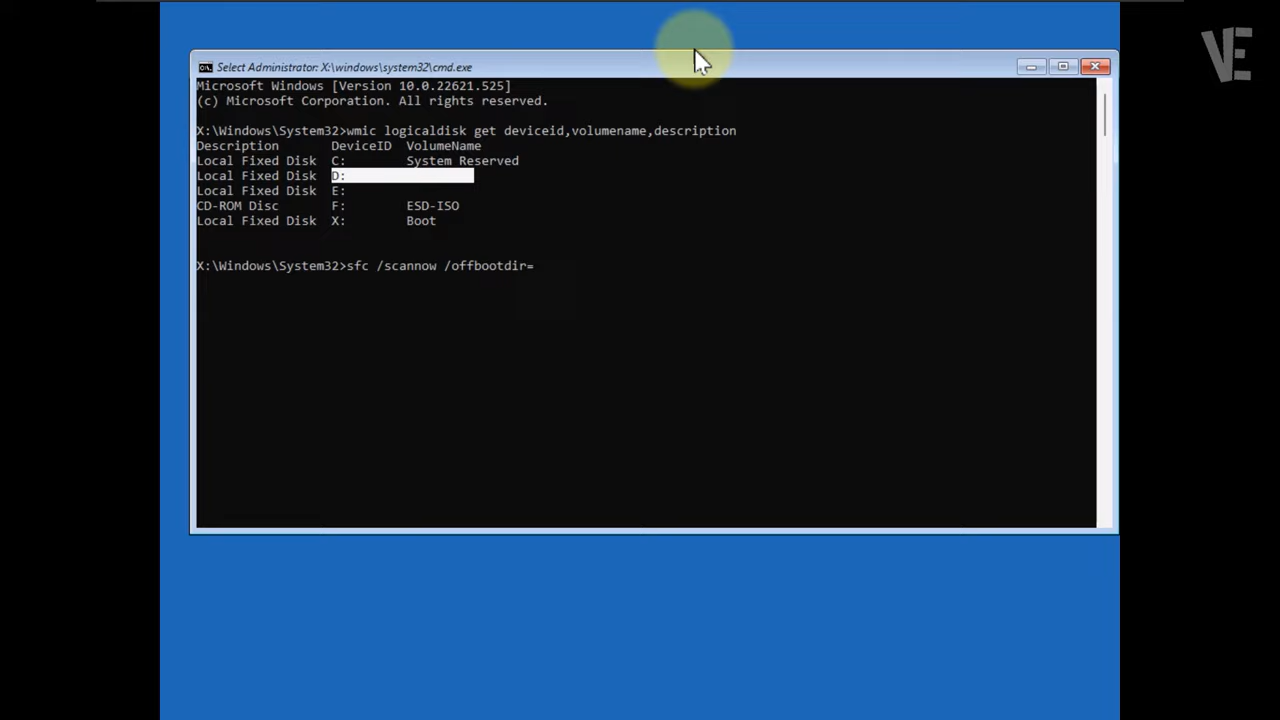 VE
Select Administrator: X:\windows\system32\cmd.exe
Microsoft Windows [Version 10.0.22621.525]
(c) Microsoft Corporation. All rights reserved.
X:\Windows\System32>wmic logicaldisk get deviceid,volumename,description
Description DeviceID VolumeName
Local Fixed Disk C: System Reserved
Local Fixed Disk D:
Local Fixed Disk E:
CD-ROM Disc F: ESD-ISO
Local Fixed Disk X: Boot
X:\Windows\System32>sfc /scannow /offbootdir=